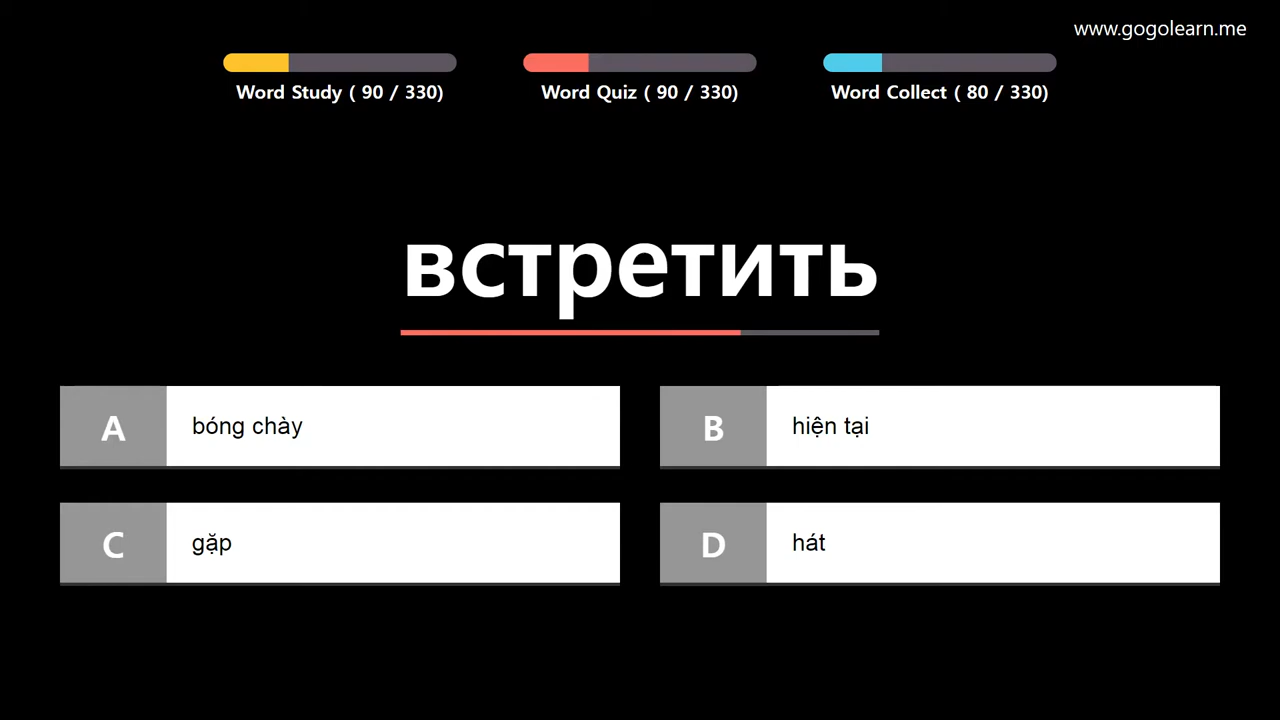 www.gogolearn.me
Word Study ( 90 / 330)
Word Quiz ( 90 / 330)
Word Collect ( 80 / 330)
встретить
A bóng chày
B hiện tại
C gặp
D hát